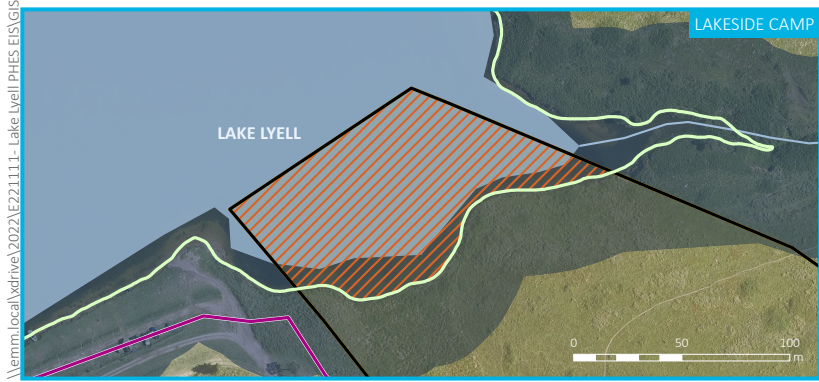 LAKESIDE CAMP
LAKE LYELL
0 50 100
m
\\emm.local\xdrive\2022\E221111- Lake Lyell PHES EIS\GIS